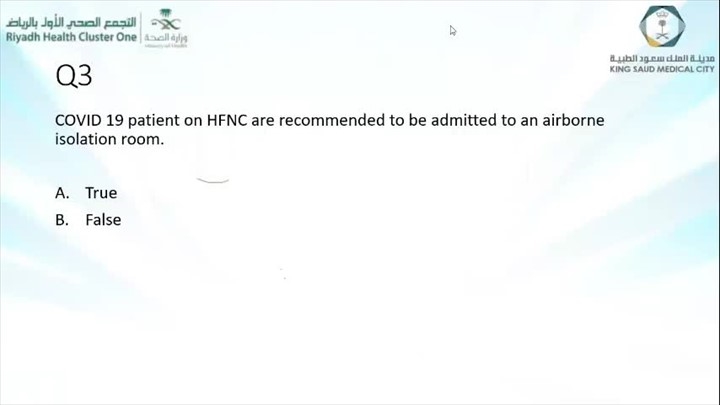 التجمع الصحي الأول بالرياض
Riyadh Health Cluster One
وزارة الصحة
Ministry of Health
مدينة الملك سعود الطبية
KING SAUD MEDICAL CITY
Q3
COVID 19 patient on HFNC are recommended to be admitted to an airborne
isolation room.
A. True
B. False